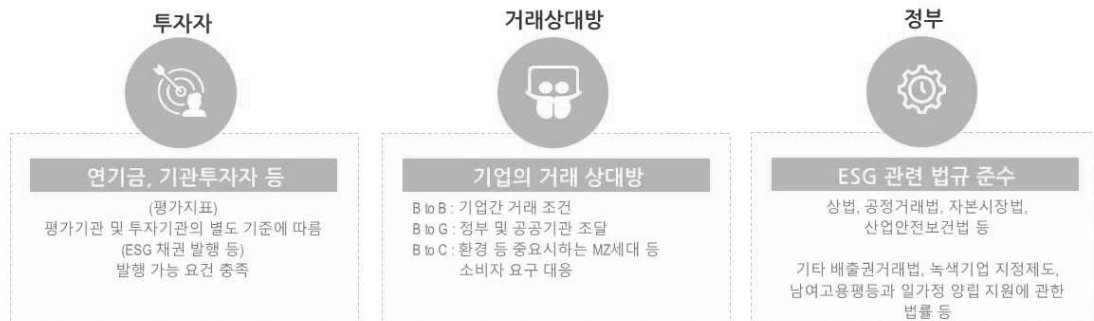 투자자
연기금, 기관투자자 등
(평가지표)
평가기관 및 투자기관의 별도 기준에 따름
(ESG 채권 발행 등)
발행 가능 요건 충족
거래상대방
기업의 거래 상대방
B to B : 기업간 거래 조건
B to G : 정부 및 공공기관 조달
B to C : 환경 등 중요시하는 MZ세대 등
소비자 요구 대응
정부
ESG 관련 법규 준수
상법, 공정거래법, 자본시장법,
산업안전보건법 등
기타 배출권거래법, 녹색기업 지정제도,
남여고용평등과 일가정 양립 지원에 관한
법률 등